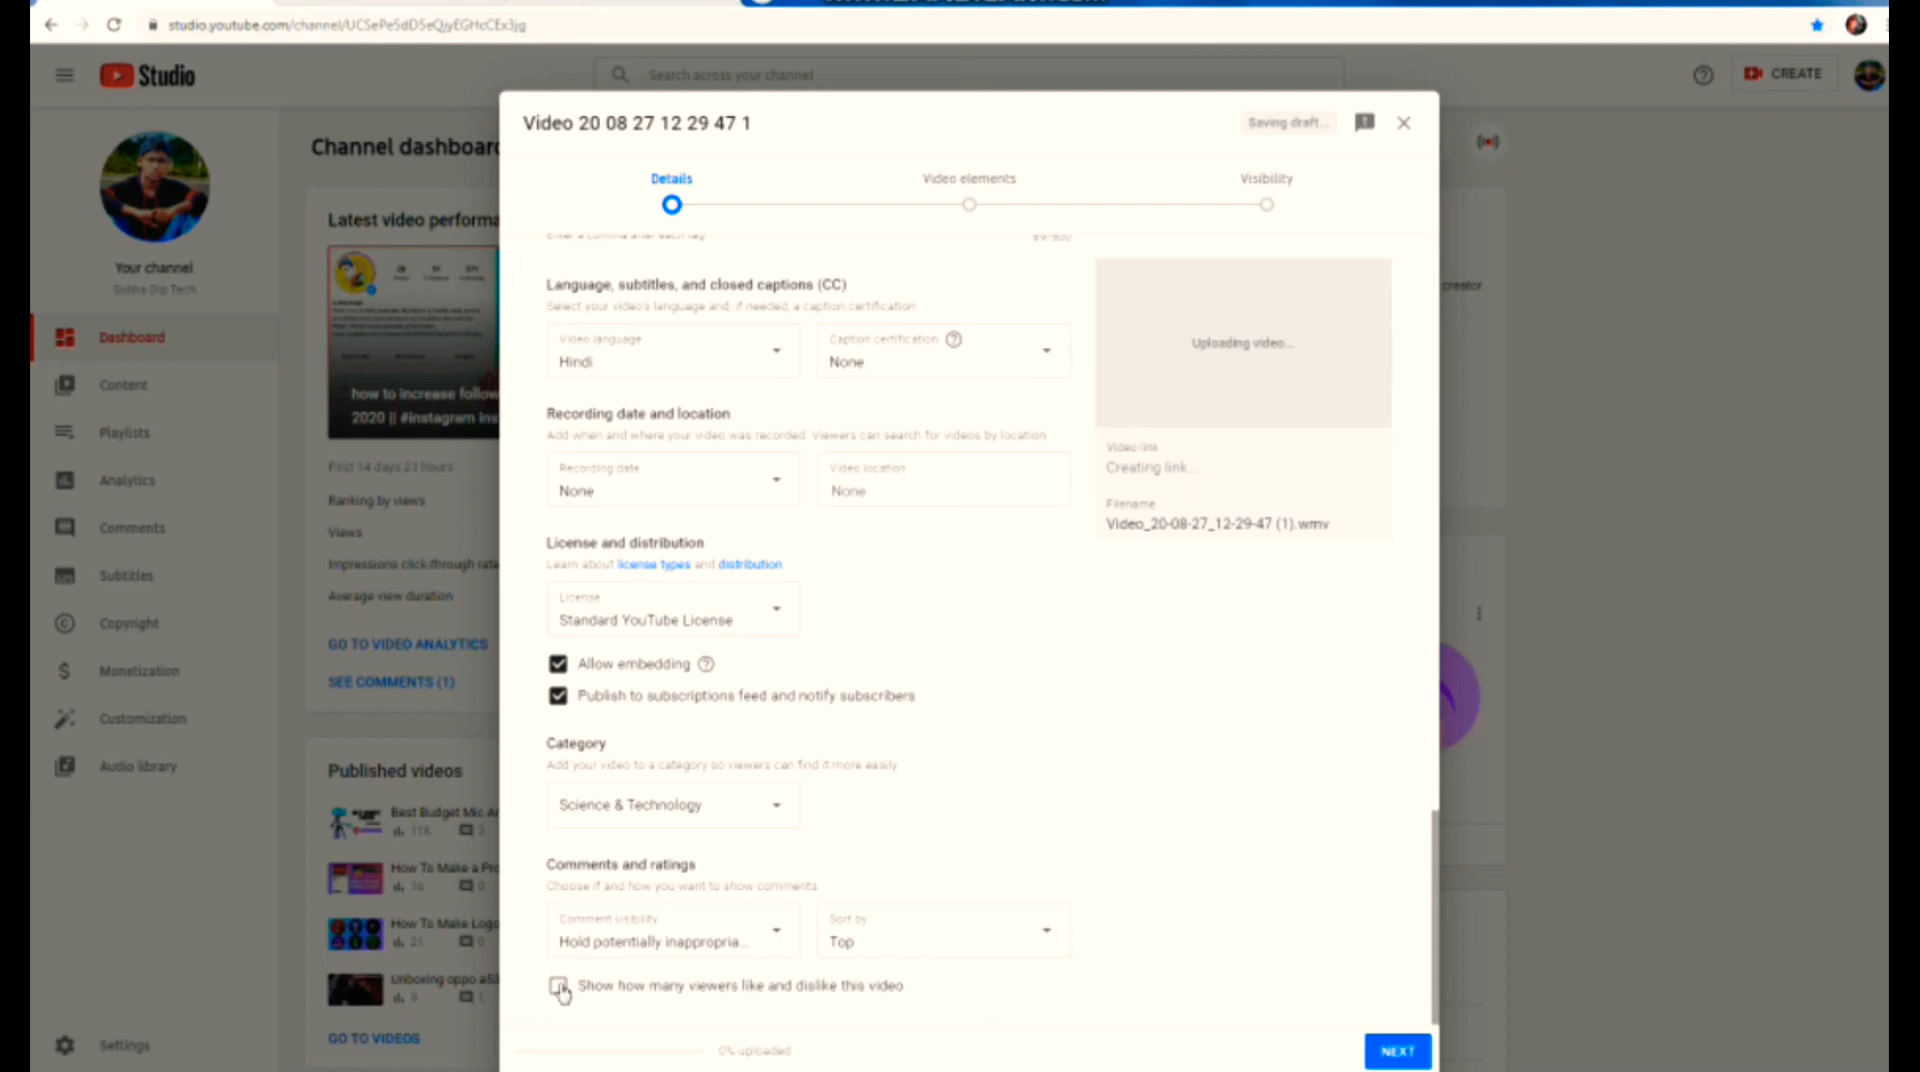 studio.youtube.com/channel/
Studio
Search across your channel
CREATE
Your channel
Subha Dip Tech
Dashboard
Content
Playlists
Analytics
Comments
Subtitles
Copyright
Monetization
Customization
Audio library
Settings
Channel dashboard
Latest video performa
how to increase follow
2020 || #instagram ins
First 14 days 23 hours
Ranking by views
Views
Impressions click-through rate
Average view duration
GO TO VIDEO ANALYTICS
SEE COMMENTS (1)
Published videos
Best Budget Mic
11K 3
How To Make a Pro
16 0
How To Make Logo
21 0
Unboxing oppo a53
9 1
GO TO VIDEOS
Video 20 08 27 12 29 47 1
Saving draft...
Details
Video elements
Visibility
Enter a comma after each tag
Language, subtitles, and closed captions (CC)
Select your video's language and, if needed, a caption certification
Video language
Hindi
Caption certification
None
Recording date and location
Add when and where your video was recorded. Viewers can search for videos by location.
Recording date
None
Video location
None
License and distribution
Learn about license types and distribution.
License
Standard YouTube License
Allow embedding
Publish to subscriptions feed and notify subscribers
Category
Add your video to a category so viewers can find it more easily
Science & Technology
Comments and ratings
Choose if and how you want to show comments
Comment visibility
Hold potentially inappropria...
Sort by
Top
Show how many viewers like and dislike this video
0% uploaded
NEXT
Uploading video...
Video link
Creating link...
Filename
Video_20-08-27_12-29-47 (1).wmv
creator